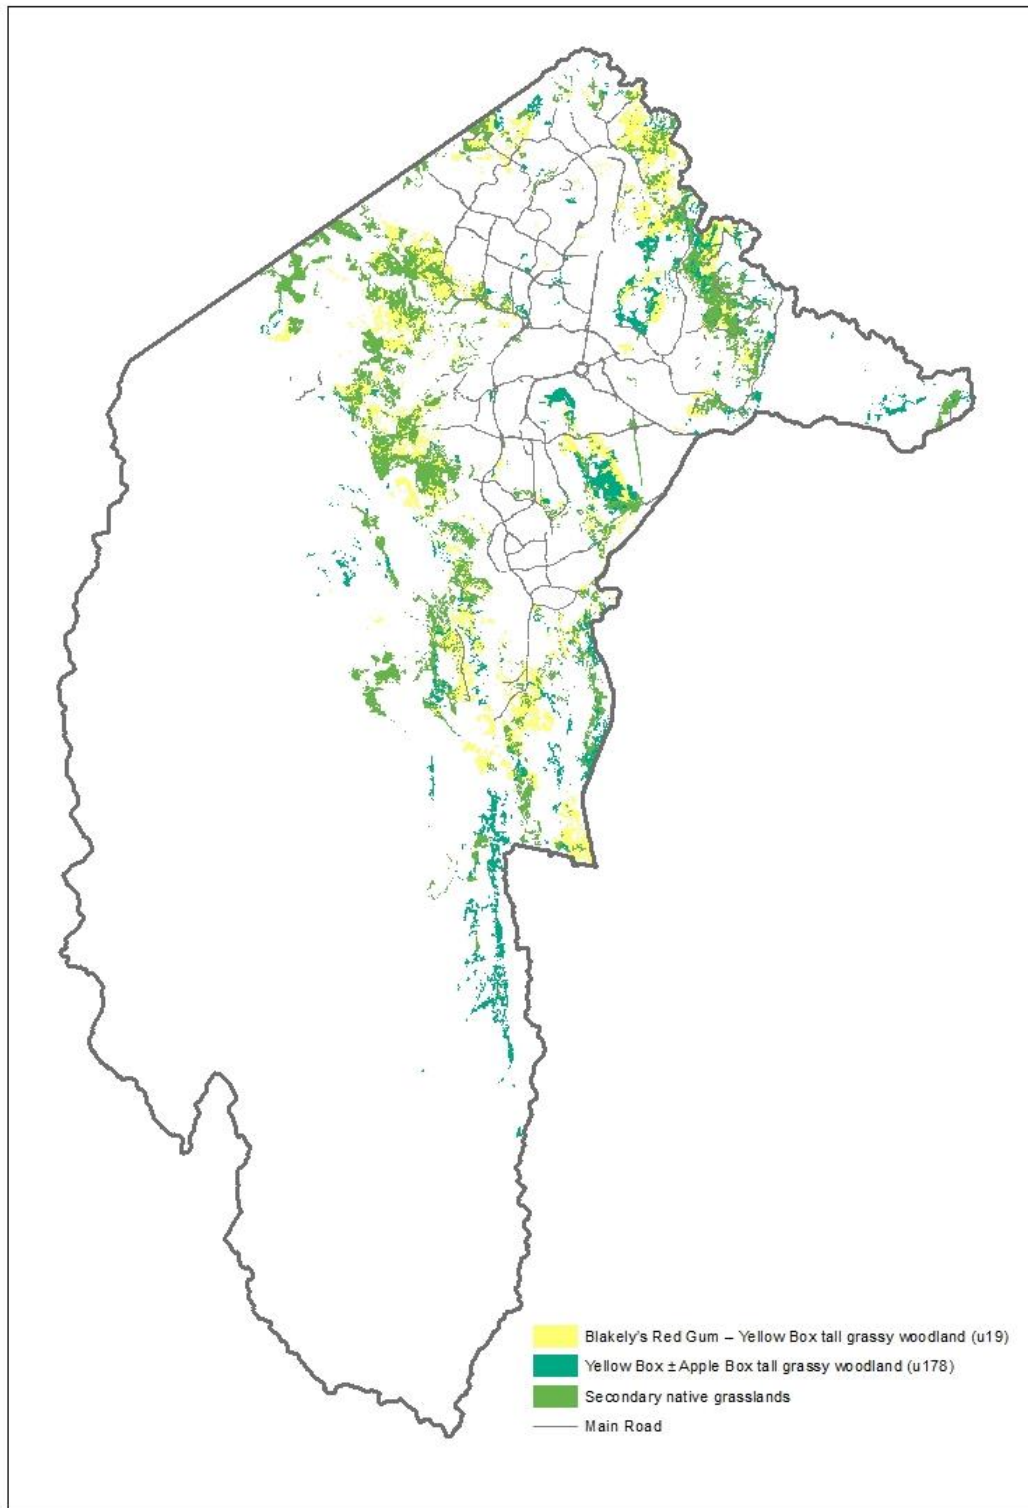 Blakely's Red Gum – Yellow Box tall grassy woodland (u19)
Yellow Box ± Apple Box tall grassy woodland (u178)
Secondary native grasslands
Main Road